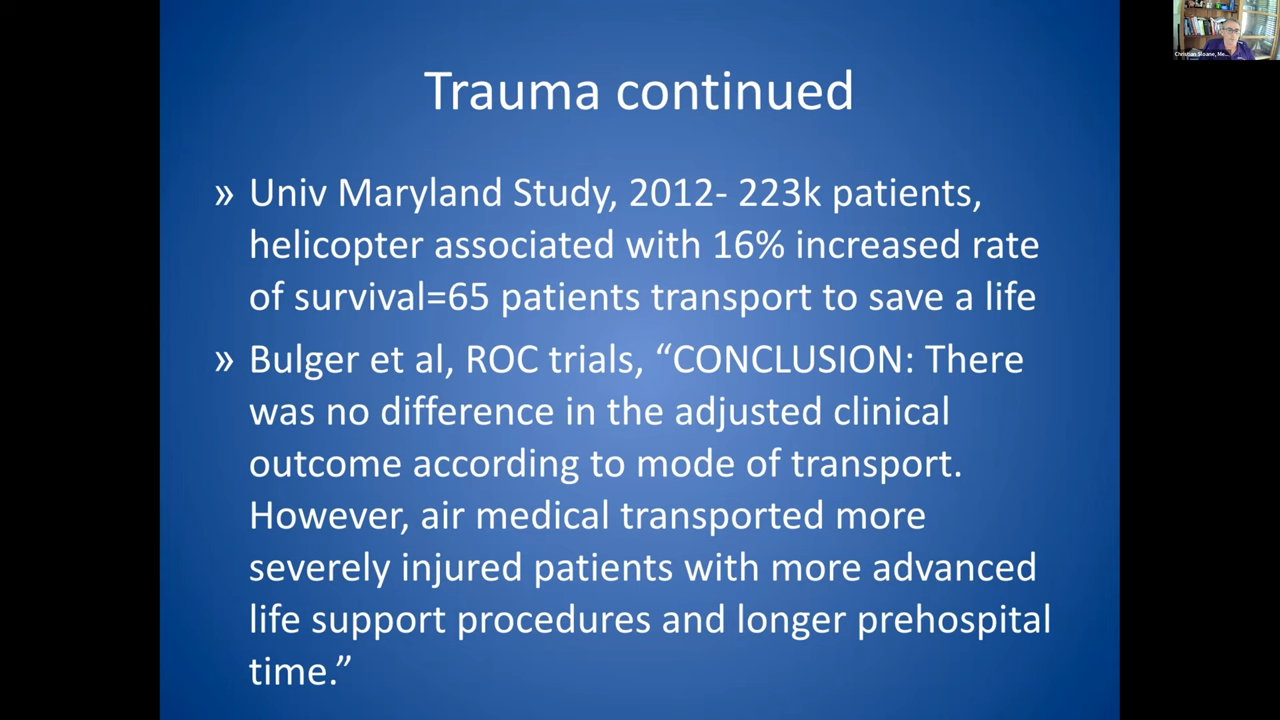 Trauma continued
» Univ Maryland Study, 2012- 223k patients,
helicopter associated with 16% increased rate
of survival=65 patients transport to save a life
» Bulger et al, ROC trials, “CONCLUSION: There
was no difference in the adjusted clinical
outcome according to mode of transport.
However, air medical transported more
severely injured patients with more advanced
life support procedures and longer prehospital
time.”
Christian Sloane, Me...